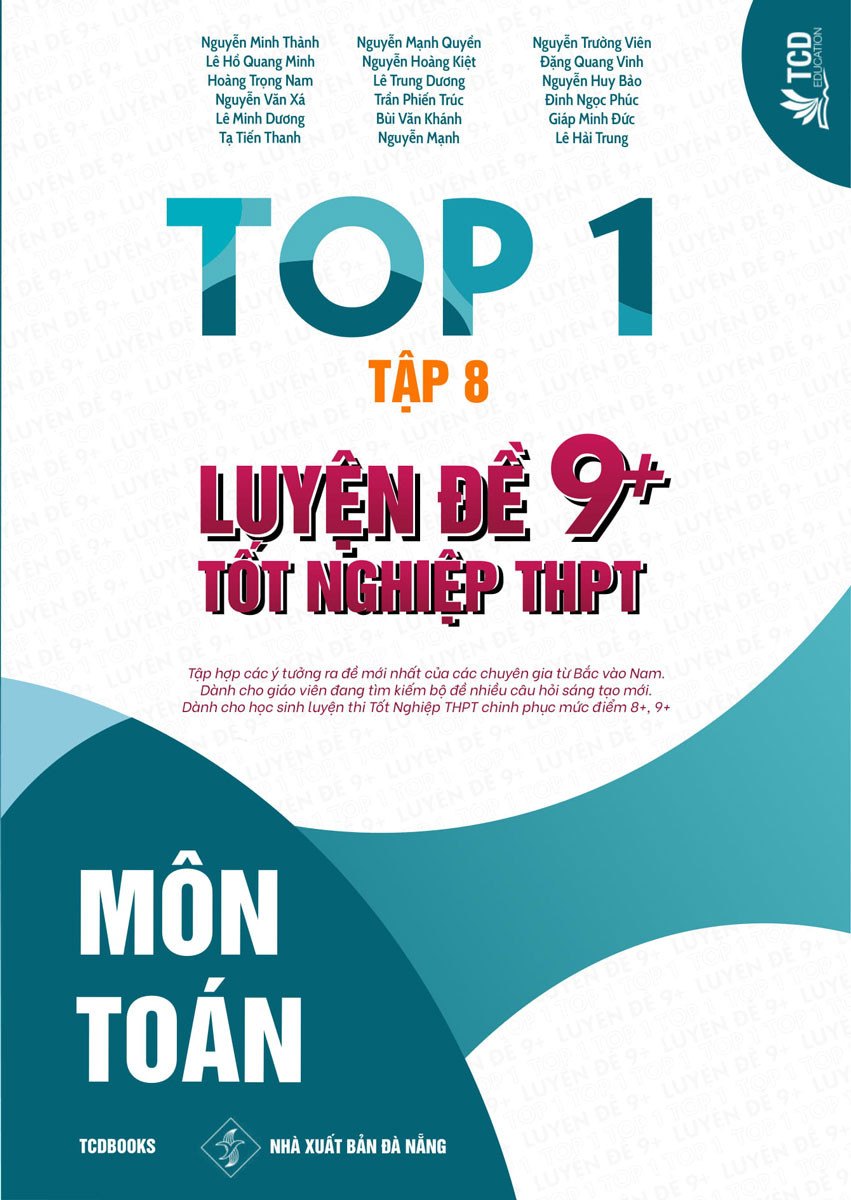 Nguyễn Minh Thành
Lê Hồ Quang Minh
Hoàng Trọng Nam
Nguyễn Văn Xá
Lê Minh Dương
Tạ Tiến Thanh
Nguyễn Mạnh Quyền
Nguyễn Hoàng Kiệt
Lê Trung Dương
Trần Phiến Trúc
Bùi Văn Khánh
Nguyễn Mạnh
Nguyễn Trường Viên
Đặng Quang Vinh
Nguyễn Huy Bảo
Đinh Ngọc Phúc
Giáp Minh Đức
Lê Hải Trung
TCD
EDUCATION
TOP 1
TẬP 8
LUYỆN ĐỀ 9+
TỐT NGHIỆP THPT
Tập hợp các ý tưởng ra đề mới nhất của các chuyên gia từ Bắc vào Nam.
Dành cho giáo viên đang tìm kiếm bộ đề nhiều câu hỏi sáng tạo mới.
Dành cho học sinh luyện thi Tốt Nghiệp THPT chinh phục mức điểm 8+, 9+
MÔN
TOÁN
TCDBOOKS
NHÀ XUẤT BẢN ĐÀ NẴNG